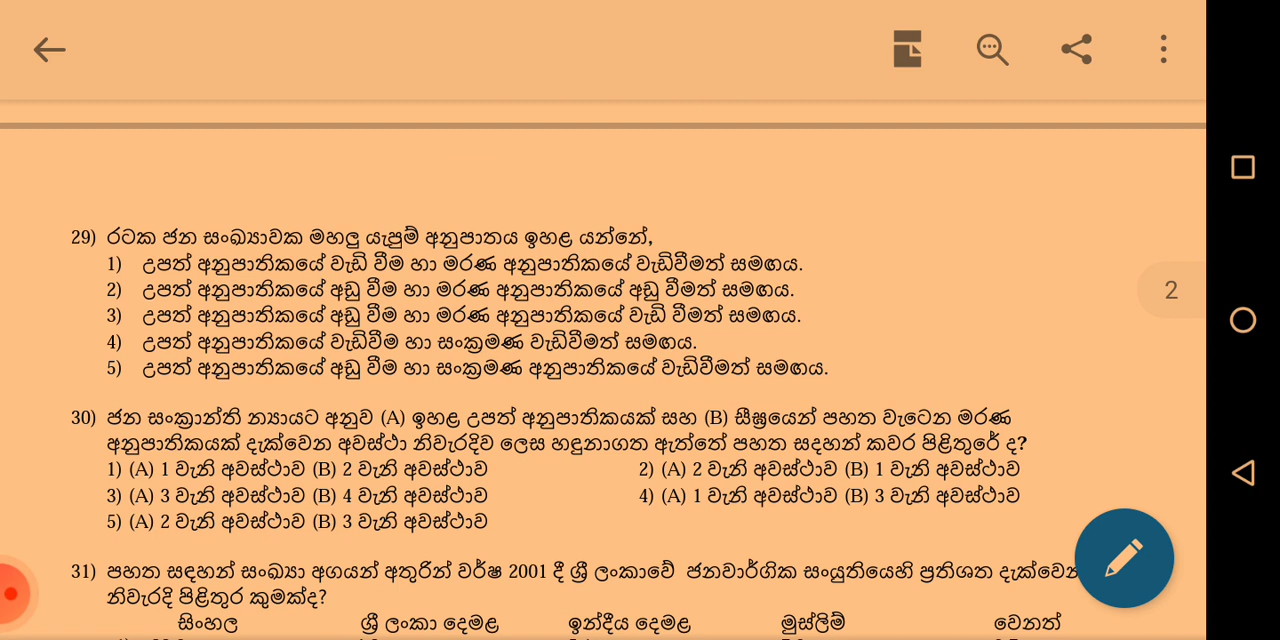 29) රටක ජන සංඛ්‍යාවක මහලු යැපුම් අනුපාතය ඉහළ යන්නේ,
1) උපත් අනුපාතිකයේ වැඩි වීම හා මරණ අනුපාතිකයේ වැඩිවීමත් සමඟය.
2) උපත් අනුපාතිකයේ අඩු වීම හා මරණ අනුපාතිකයේ අඩු වීමත් සමඟය.
2
3) උපත් අනුපාතිකයේ අඩු වීම හා මරණ අනුපාතිකයේ වැඩි වීමත් සමඟය.
4) උපත් අනුපාතිකයේ වැඩිවීම හා සංක්‍රමණ වැඩිවීමත් සමඟය.
5) උපත් අනුපාතිකයේ අඩු වීම හා සංක්‍රමණ අනුපාතිකයේ වැඩිවීමත් සමඟය.
30) ජන සංක්‍රාන්ති න්‍යායට අනුව (A) ඉහළ උපත් අනුපාතිකයක් සහ (B) සීඝ්‍රයෙන් පහත වැටෙන මරණ
අනුපාතිකයක් දැක්වෙන අවස්ථා නිවැරදිව ලෙස හඳුනාගත ඇත්තේ පහත සඳහන් කවර පිළිතුරේ ද?
1) (A) 1 වැනි අවස්ථාව (B) 2 වැනි අවස්ථාව 2) (A) 2 වැනි අවස්ථාව (B) 1 වැනි අවස්ථාව
3) (A) 3 වැනි අවස්ථාව (B) 4 වැනි අවස්ථාව 4) (A) 1 වැනි අවස්ථාව (B) 3 වැනි අවස්ථාව
5) (A) 2 වැනි අවස්ථාව (B) 3 වැනි අවස්ථාව
31) පහත සඳහන් සංඛ්‍යා අගයන් අතුරින් වර්ෂ 2001 දී ශ්‍රී ලංකාවේ ජනවාර්ගික සංයුතියෙහි ප්‍රතිශත දැක්වෙන
නිවැරදි පිළිතුර කුමක්ද?
සිංහල ශ්‍රී ලංකා දෙමළ ඉන්දීය දෙමළ මුස්ලිම් වෙනත්